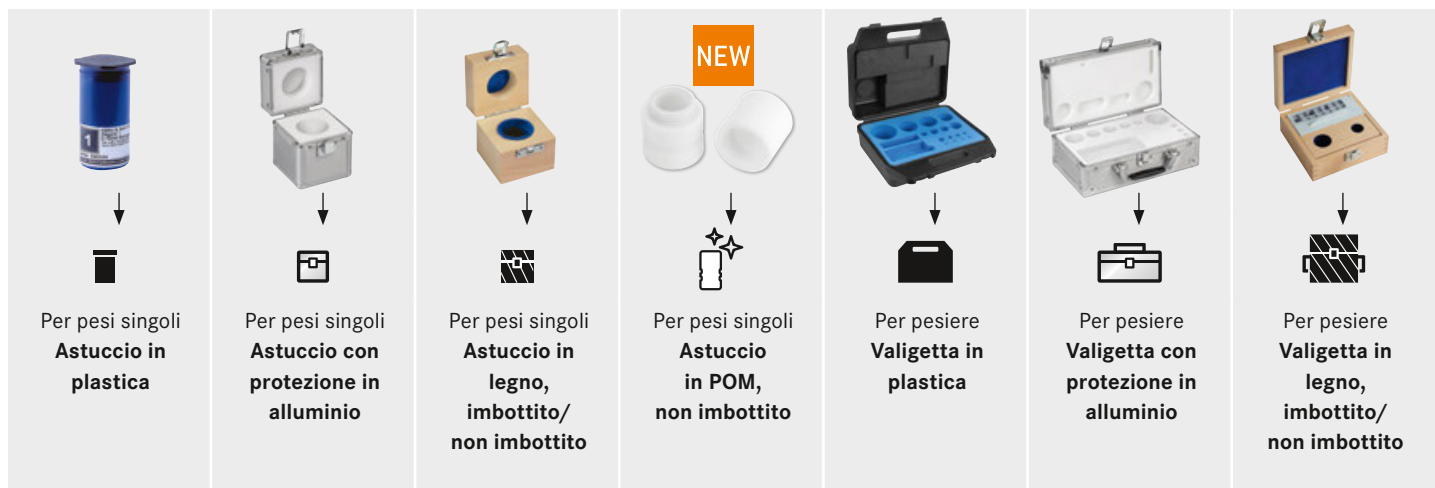 NEW
1
Per pesi singoli
Astuccio in
plastica
Per pesi singoli
Astuccio con
protezione in
alluminio
Per pesi singoli
Astuccio in
legno,
imbottito/
non imbottito
Per pesi singoli
Astuccio
in POM,
non imbottito
Per pesiere
Valigetta in
plastica
Per pesiere
Valigetta con
protezione in
alluminio
Per pesiere
Valigetta in
legno,
imbottito/
non imbottito